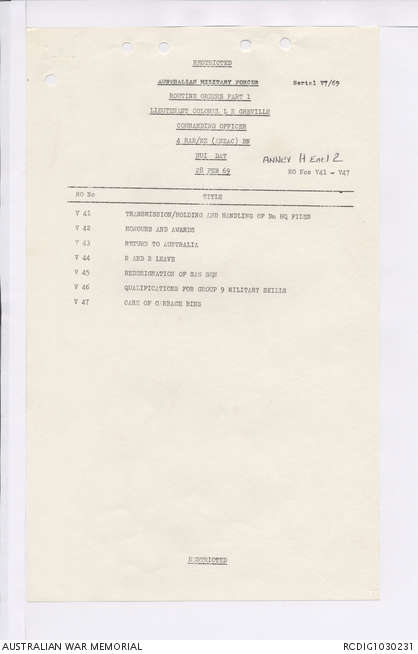 RESTRICTED
AUSTRALIAN MILITARY FORCES Serial V7/69
ROUTINE ORDERS PART 1
LIEUTENANT COLONEL L R GREVILLE
COMMANDING OFFICER
4 RAR/NZ (ANZAC) BN
NUI DAT ANNEX H Encl 2
28 FEB 69 RO Nos V41 - V47
RO No TITLE
V 41 TRANSMISSION/HOLDING AND HANDLING OF Bn HQ FILES
V 42 HONOURS AND AWARDS
V 43 RETURN TO AUSTRALIA
V 44 R AND R LEAVE
V 45 REDESIGNATION OF SAS SQN
V 46 QUALIFICATIONS FOR GROUP 9 MILITARY SKILLS
V 47 CARE OF GARBAGE BINS
RESTRICTED
AUSTRALIAN WAR MEMORIAL RCDIG1030231